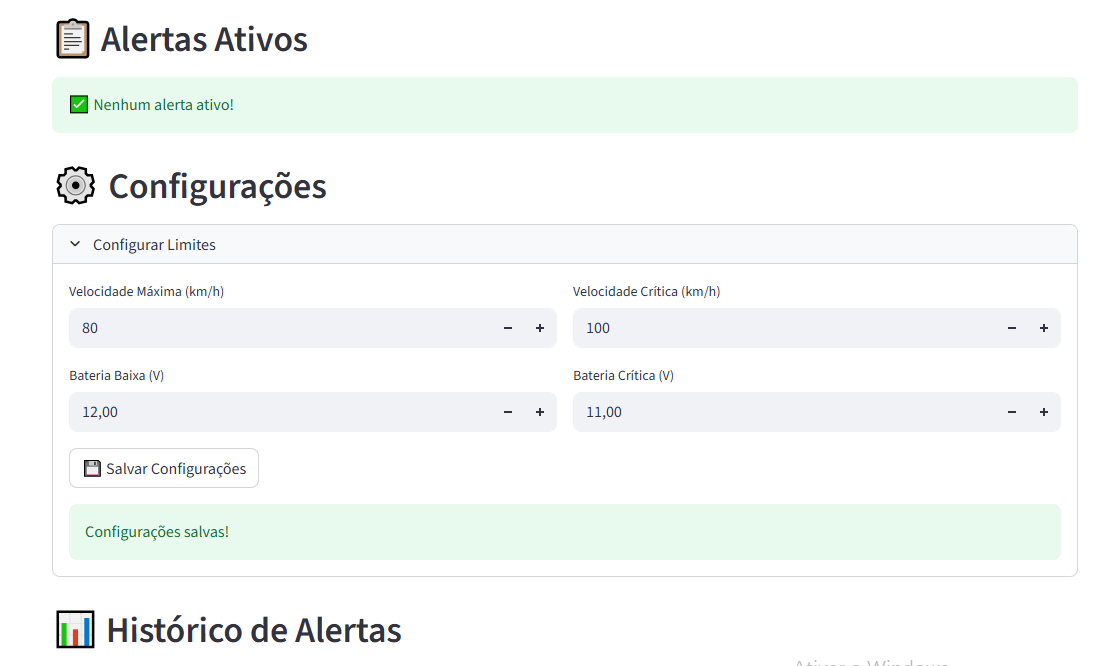 Alertas Ativos
Nenhum alerta ativo!
Configurações
Configurar Limites
Velocidade Máxima (km/h)
Velocidade Crítica (km/h)
80
100
Bateria Baixa (V)
Bateria Crítica (V)
12,00
11,00
Salvar Configurações
Configurações salvas!
Histórico de Alertas
Ativar o Windows